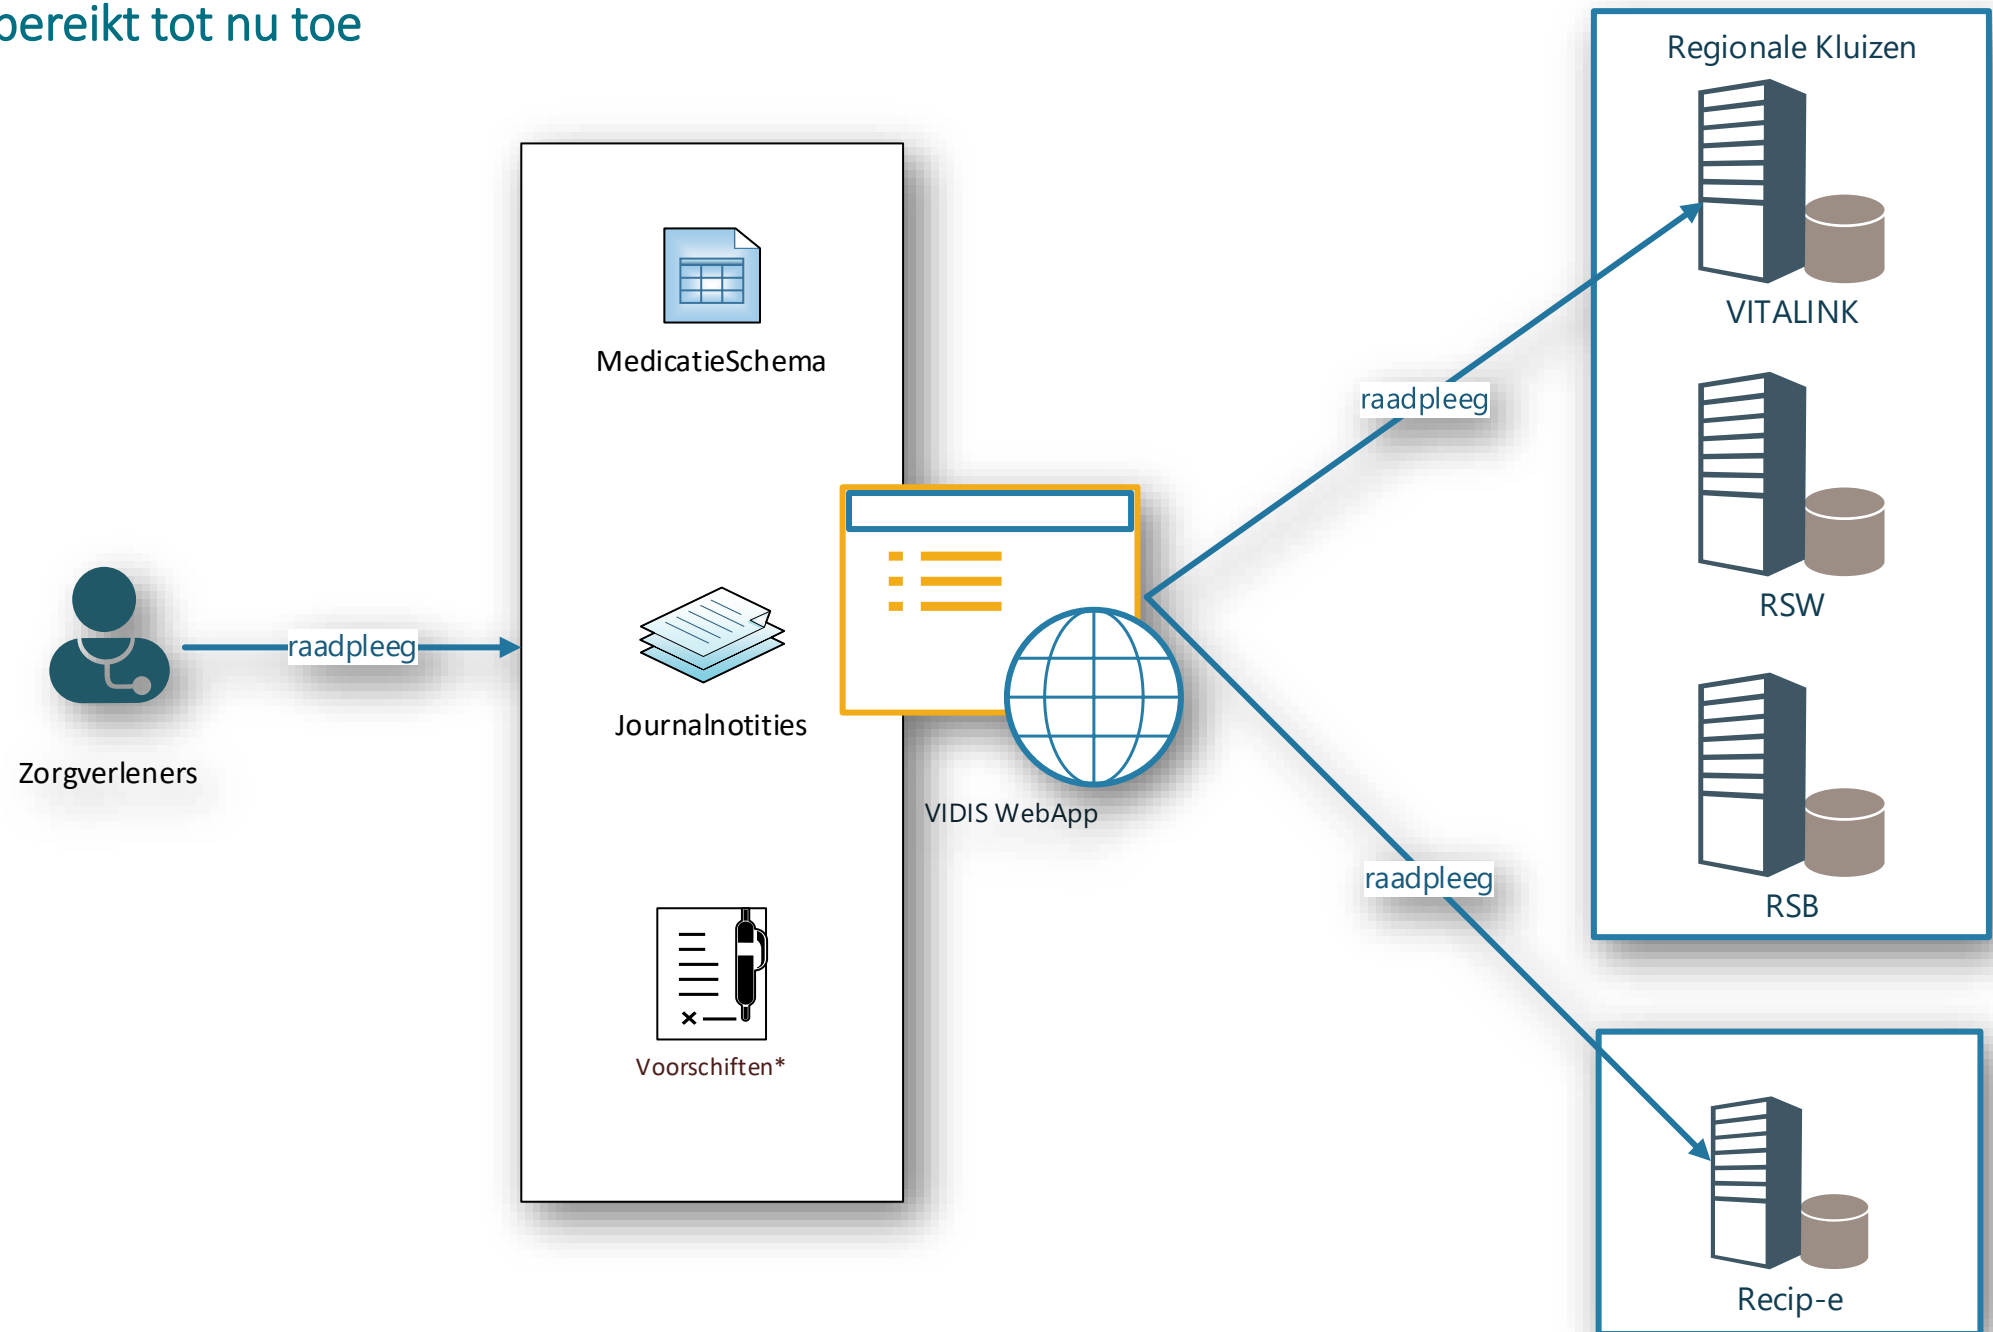 bereikt tot nu toe
Regionale Kluizen
VITALINK
MedicatieSchema
raadpleeg
RSW
raadpleeg
Journalnotities
Zorgverleners
VIDIS WebApp
raadpleeg
RSB
Voorschiften*
Recip-e